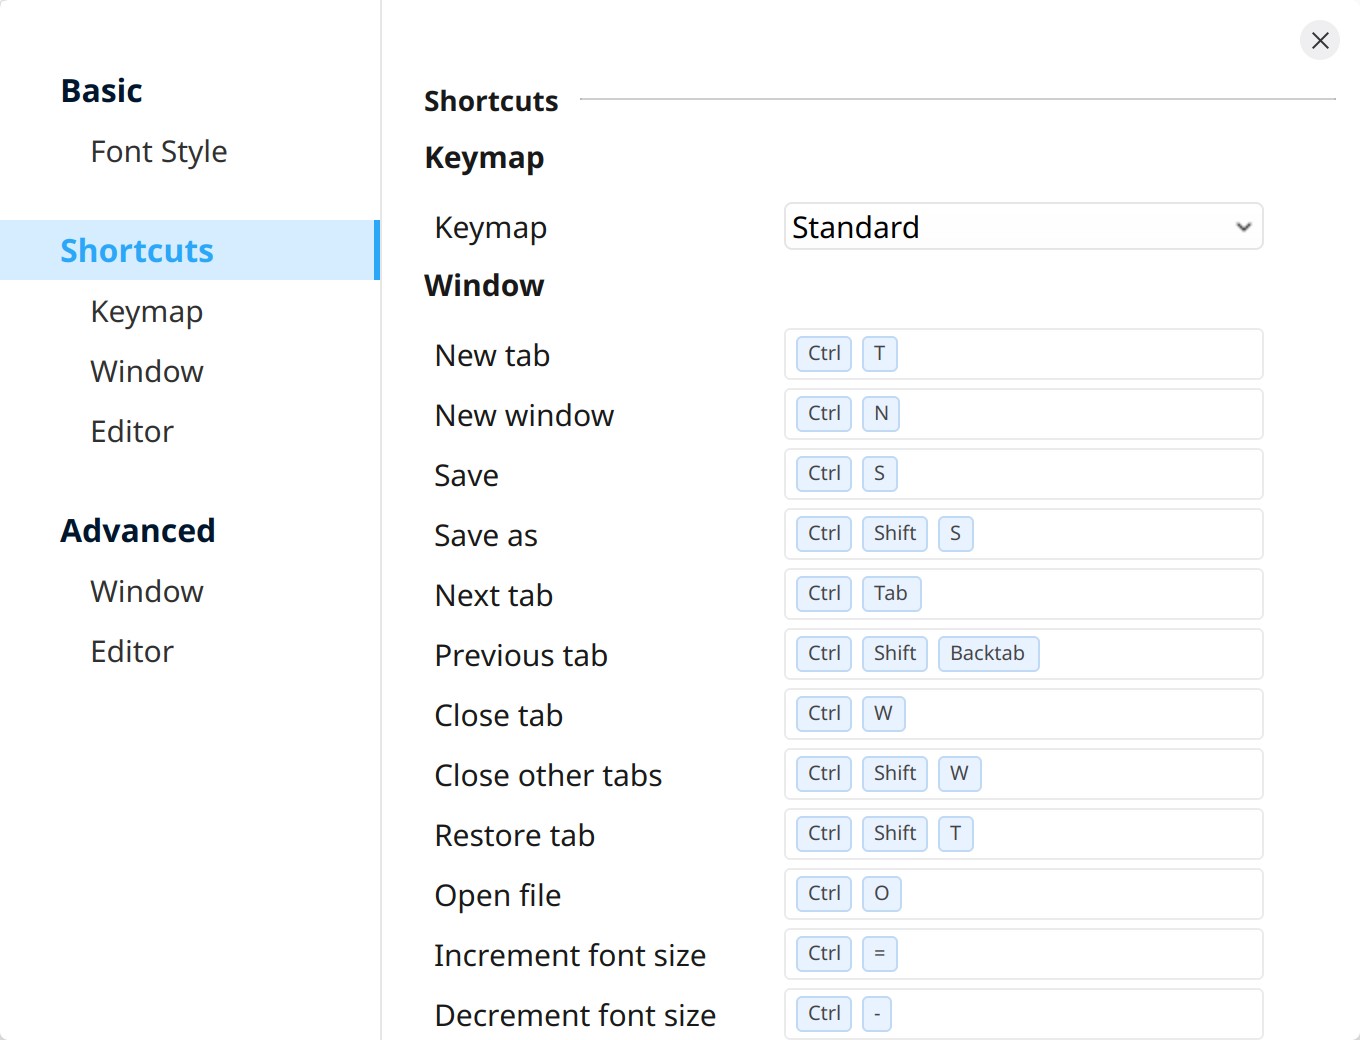 Basic
Font Style
Shortcuts
Keymap
Window
Editor
Advanced
Window
Editor
Shortcuts
Keymap
Keymap Standard
Window
New tab Ctrl T
New window Ctrl N
Save Ctrl S
Save as Ctrl Shift S
Next tab Ctrl Tab
Previous tab Ctrl Shift Backtab
Close tab Ctrl W
Close other tabs Ctrl Shift W
Restore tab Ctrl Shift T
Open file Ctrl O
Increment font size Ctrl =
Decrement font size Ctrl -